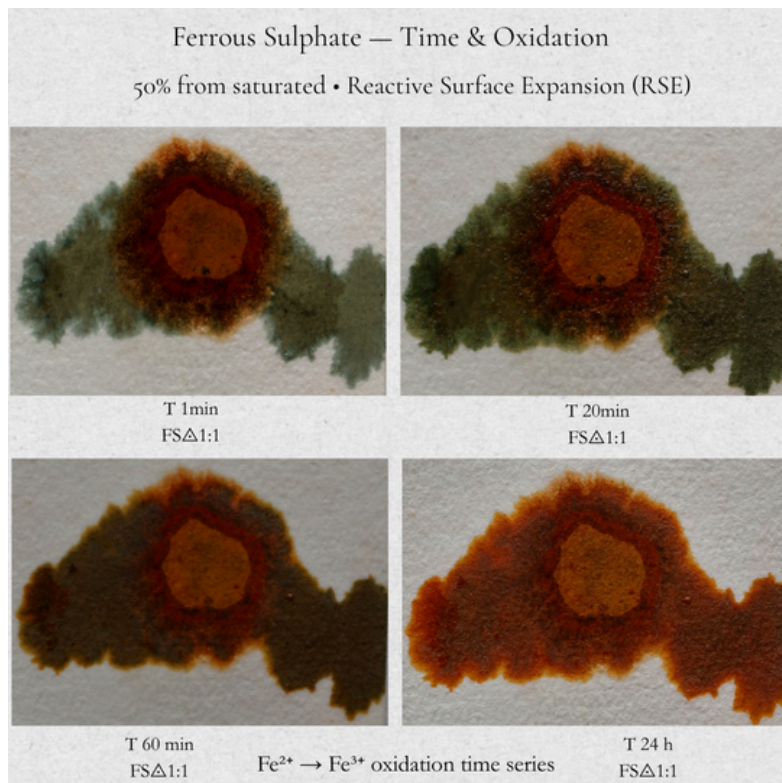 Ferrous Sulphate — Time & Oxidation
50% from saturated • Reactive Surface Expansion (RSE)
T 1min
FS🜂1:1
T 20min
FS🜂1:1
T 60 min
FS🜂1:1
Fe²⁺ → Fe³⁺ oxidation time series
T 24 h
FS🜂1:1